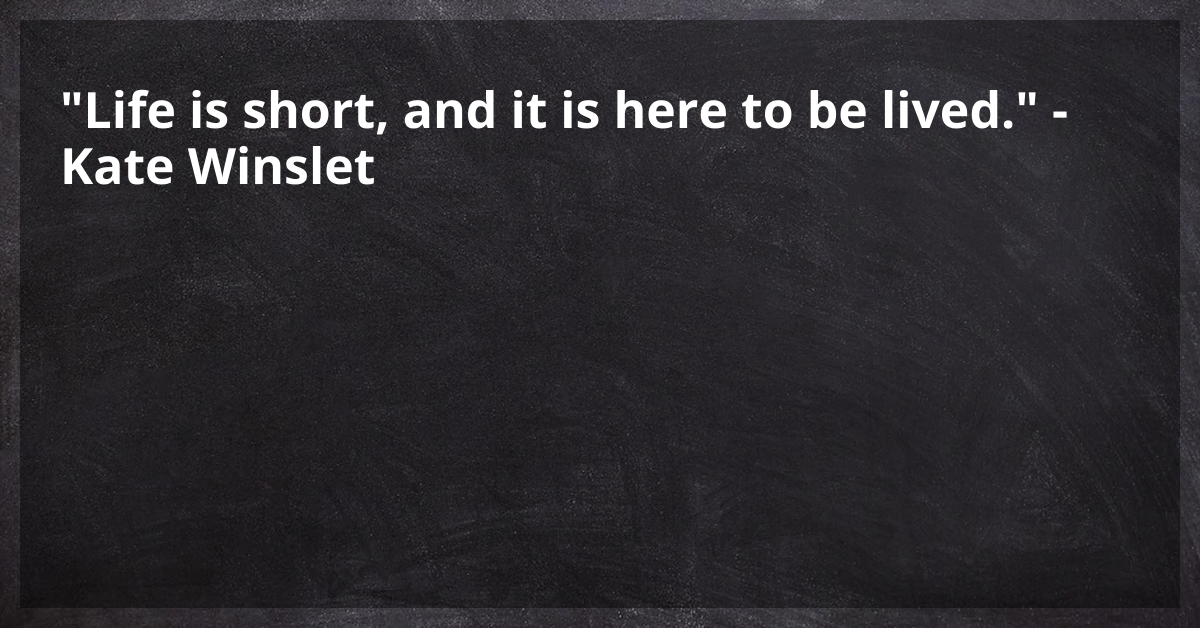 "Life is short, and it is here to be lived." -
Kate Winslet